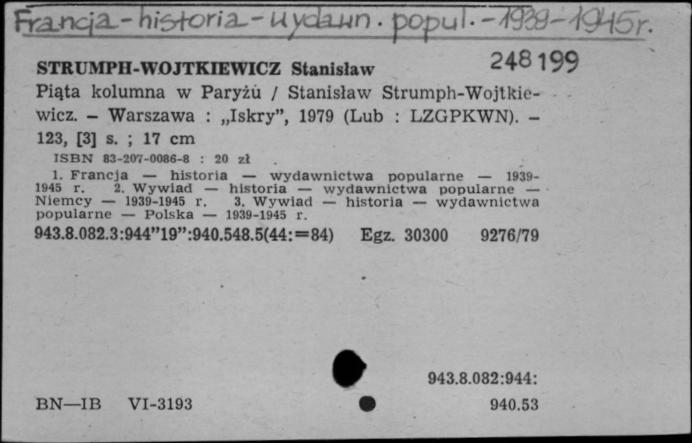 Francja - historia - wydawn. popul. - 1939-1945r.
248199
STRUMPH-WOJTKIEWICZ Stanisław
Piąta kolumna w Paryżu / Stanisław Strumph-Wojtkie-
wicz. — Warszawa : „Iskry”, 1979 (Lub : LZGPKWN). —
123, [3] s. ; 17 cm
ISBN 83-207-0086-8 : 20 zł
1. Francja — historia — wydawnictwa popularne — 1939-
1945 r. 2. Wywiad — historia — wydawnictwa popularne —
Niemcy — 1939-1945 r. 3. Wywiad — historia — wydawnictwa
popularne — Polska — 1939-1945 r.
943.8.082.3:944”19”:940.548.5(44:=84) Egz. 30300 9276/79
943.8.082:944:
BN—IB VI-3193 940.53